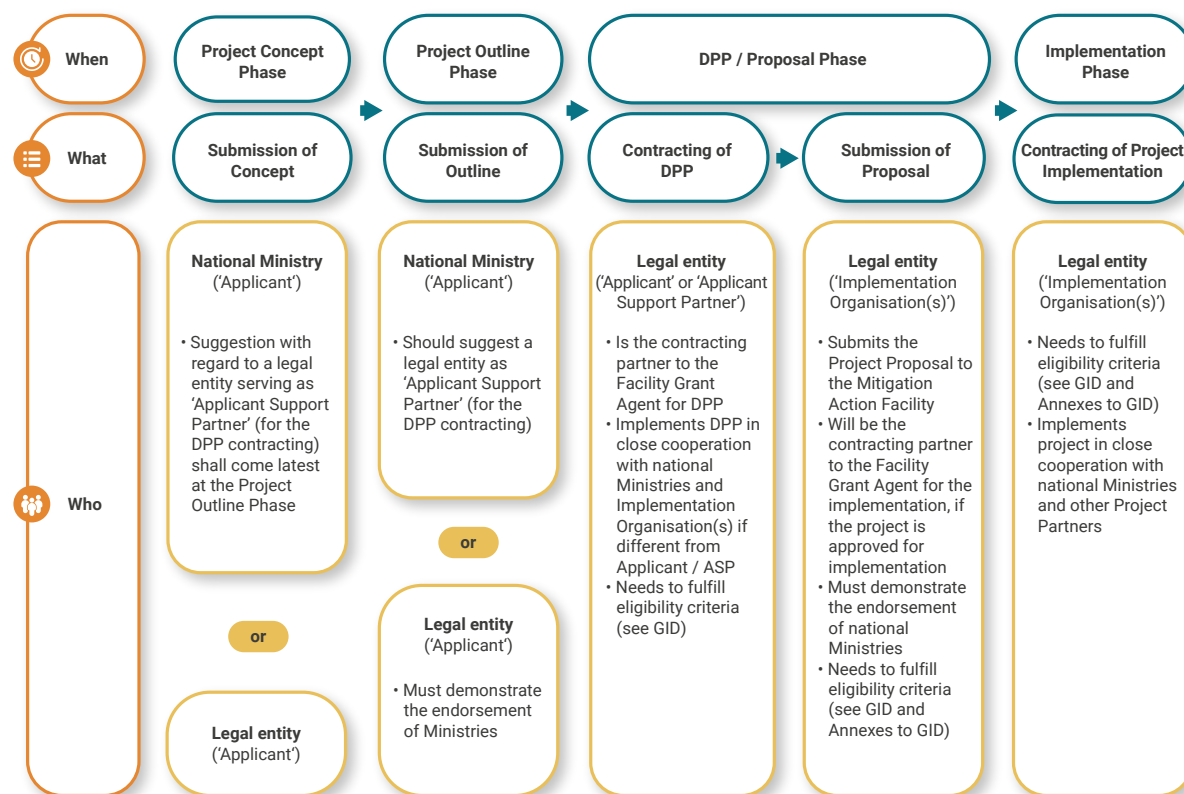 When
Project Concept
Phase
Project Outline
Phase
DPP / Proposal Phase
Implementation
Phase
What
Submission of
Concept
Submission of
Outline
Contracting of
DPP
Submission of
Proposal
Contracting of Project
Implementation
Who
National Ministry
(‘Applicant‘)
• Suggestion with
regard to a legal
entity serving as
‘Applicant Support
Partner’ (for the
DPP contracting)
shall come latest
at the Project
Outline Phase
or
Legal entity
(‘Applicant‘)
National Ministry
(‘Applicant‘)
• Should suggest a
legal entity as
‘Applicant Support
Partner’ (for the
DPP contracting)
or
Legal entity
(‘Applicant‘)
• Must demonstrate
the endorsement
of Ministries
Legal entity
(‘Applicant’ or ‘Applicant
Support Partner’)
• Is the contracting
partner to the
Facility Grant
Agent for DPP
• Implements DPP in
close cooperation
with national
Ministries and
Implementation
Organisation(s) if
different from
Applicant / ASP
• Needs to fulfill
eligibility criteria
(see GID)
Legal entity
(‘Implementation
Organisation(s)’)
• Submits the
Project Proposal to
the Mitigation
Action Facility
• Will be the
contracting partner
to the Facility
Grant Agent for the
implementation, if
the project is
approved for
implementation
• Must demonstrate
the endorsement
of national
Ministries
• Needs to fulfill
eligibility criteria
(see GID and
Annexes to GID)
Legal entity
(‘Implementation
Organisation(s)’)
• Needs to fulfill
eligibility criteria
(see GID and
Annexes to GID)
• Implements
project in close
cooperation with
national Ministries
and other Project
Partners